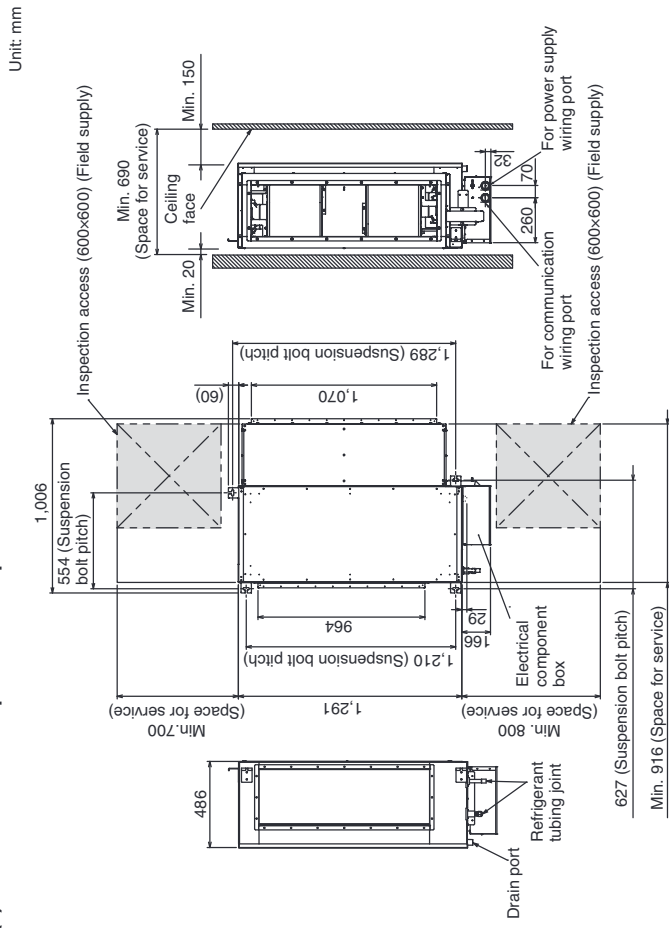 Unit: mm
Inspection access (600×600) (Field supply)
1,006
554 (Suspension
bolt pitch)
(60)
1,289 (Suspension bolt pitch)
1,070
964
1,210 (Suspension bolt pitch)
1,291
Min.700
(Space for service)
Min. 800
(Space for service)
29
166
Electrical
component
box
627 (Suspension bolt pitch)
Min. 916 (Space for service)
486
Refrigerant
tubing joint
Drain port
Min. 690
(Space for service)
Min. 150
Ceiling
face
Min. 20
32
70
260
For power supply
wiring port
For communication
wiring port
Inspection access (600×600) (Field supply)